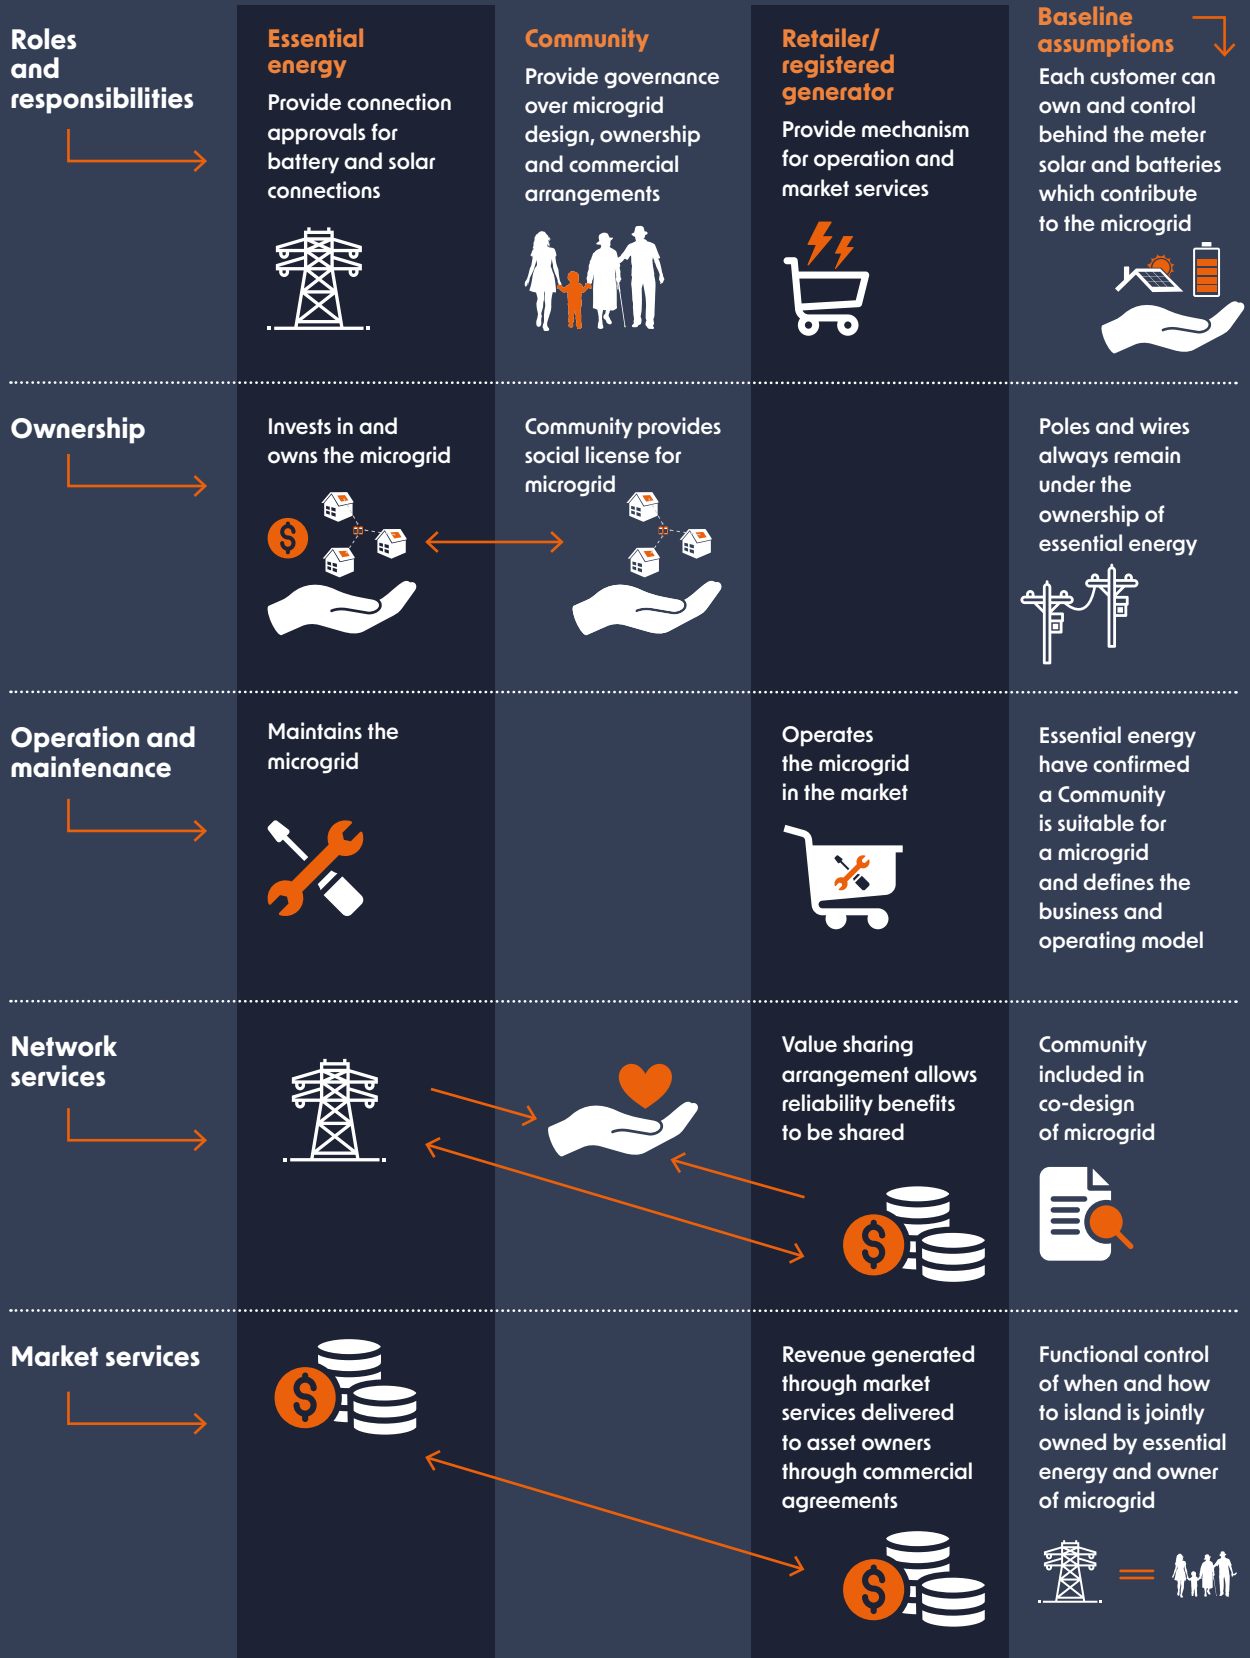 Roles
and
responsibilities
Essential
energy
Provide connection
approvals for
battery and solar
connections
Community
Provide governance
over microgrid
design, ownership
and commercial
arrangements
Retailer/
registered
generator
Provide mechanism
for operation and
market services
Baseline
assumptions
Each customer can
own and control
behind the meter
solar and batteries
which contribute
to the microgrid
Ownership
Invests in and
owns the microgrid
$
Community provides
social license for
microgrid
Poles and wires
always remain
under the
ownership of
essential energy
Operation and
maintenance
Maintains the
microgrid
Operates
the microgrid
in the market
Essential energy
have confirmed
a Community
is suitable for
a microgrid
and defines the
business and
operating model
Network
services
Value sharing
arrangement allows
reliability benefits
to be shared
$
Community
included in
co-design
of microgrid
Market services
$
Revenue generated
through market
services delivered
to asset owners
through commercial
agreements
$
Functional control
of when and how
to island is jointly
owned by essential
energy and owner
of microgrid